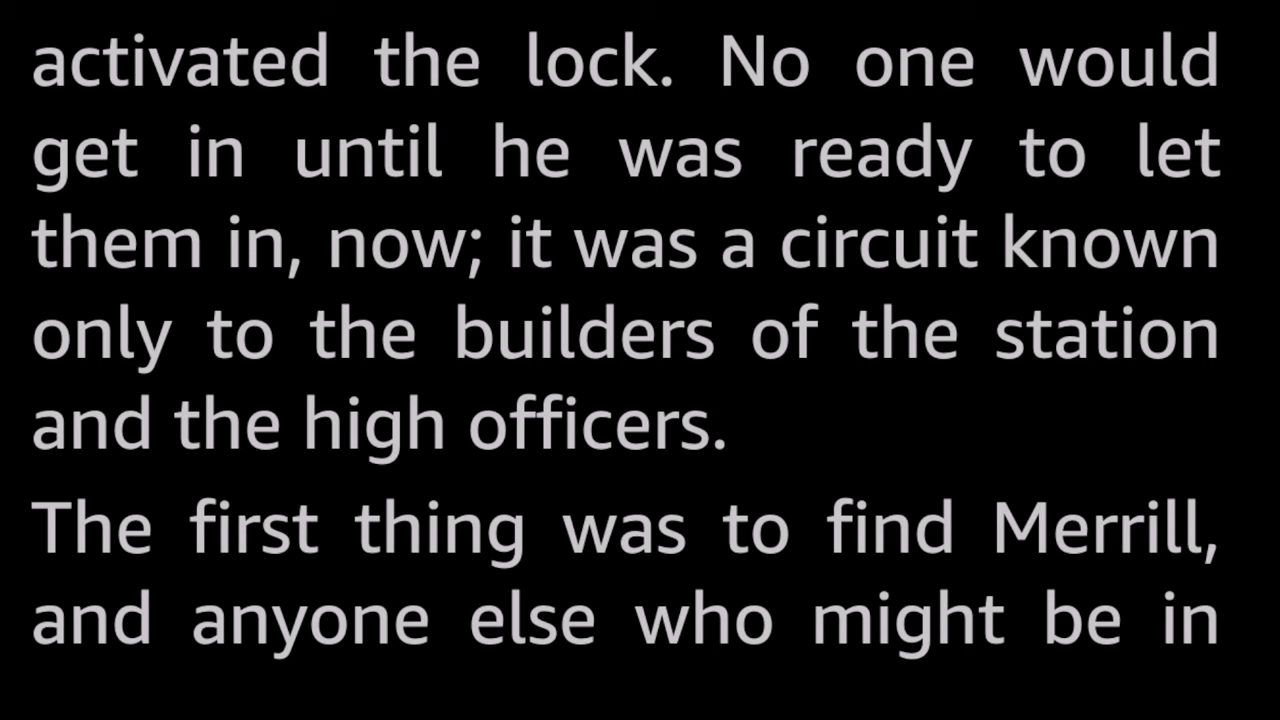 activated the lock. No one would
get in until he was ready to let
them in, now; it was a circuit known
only to the builders of the station
and the high officers.
The first thing was to find Merrill,
and anyone else who might be in